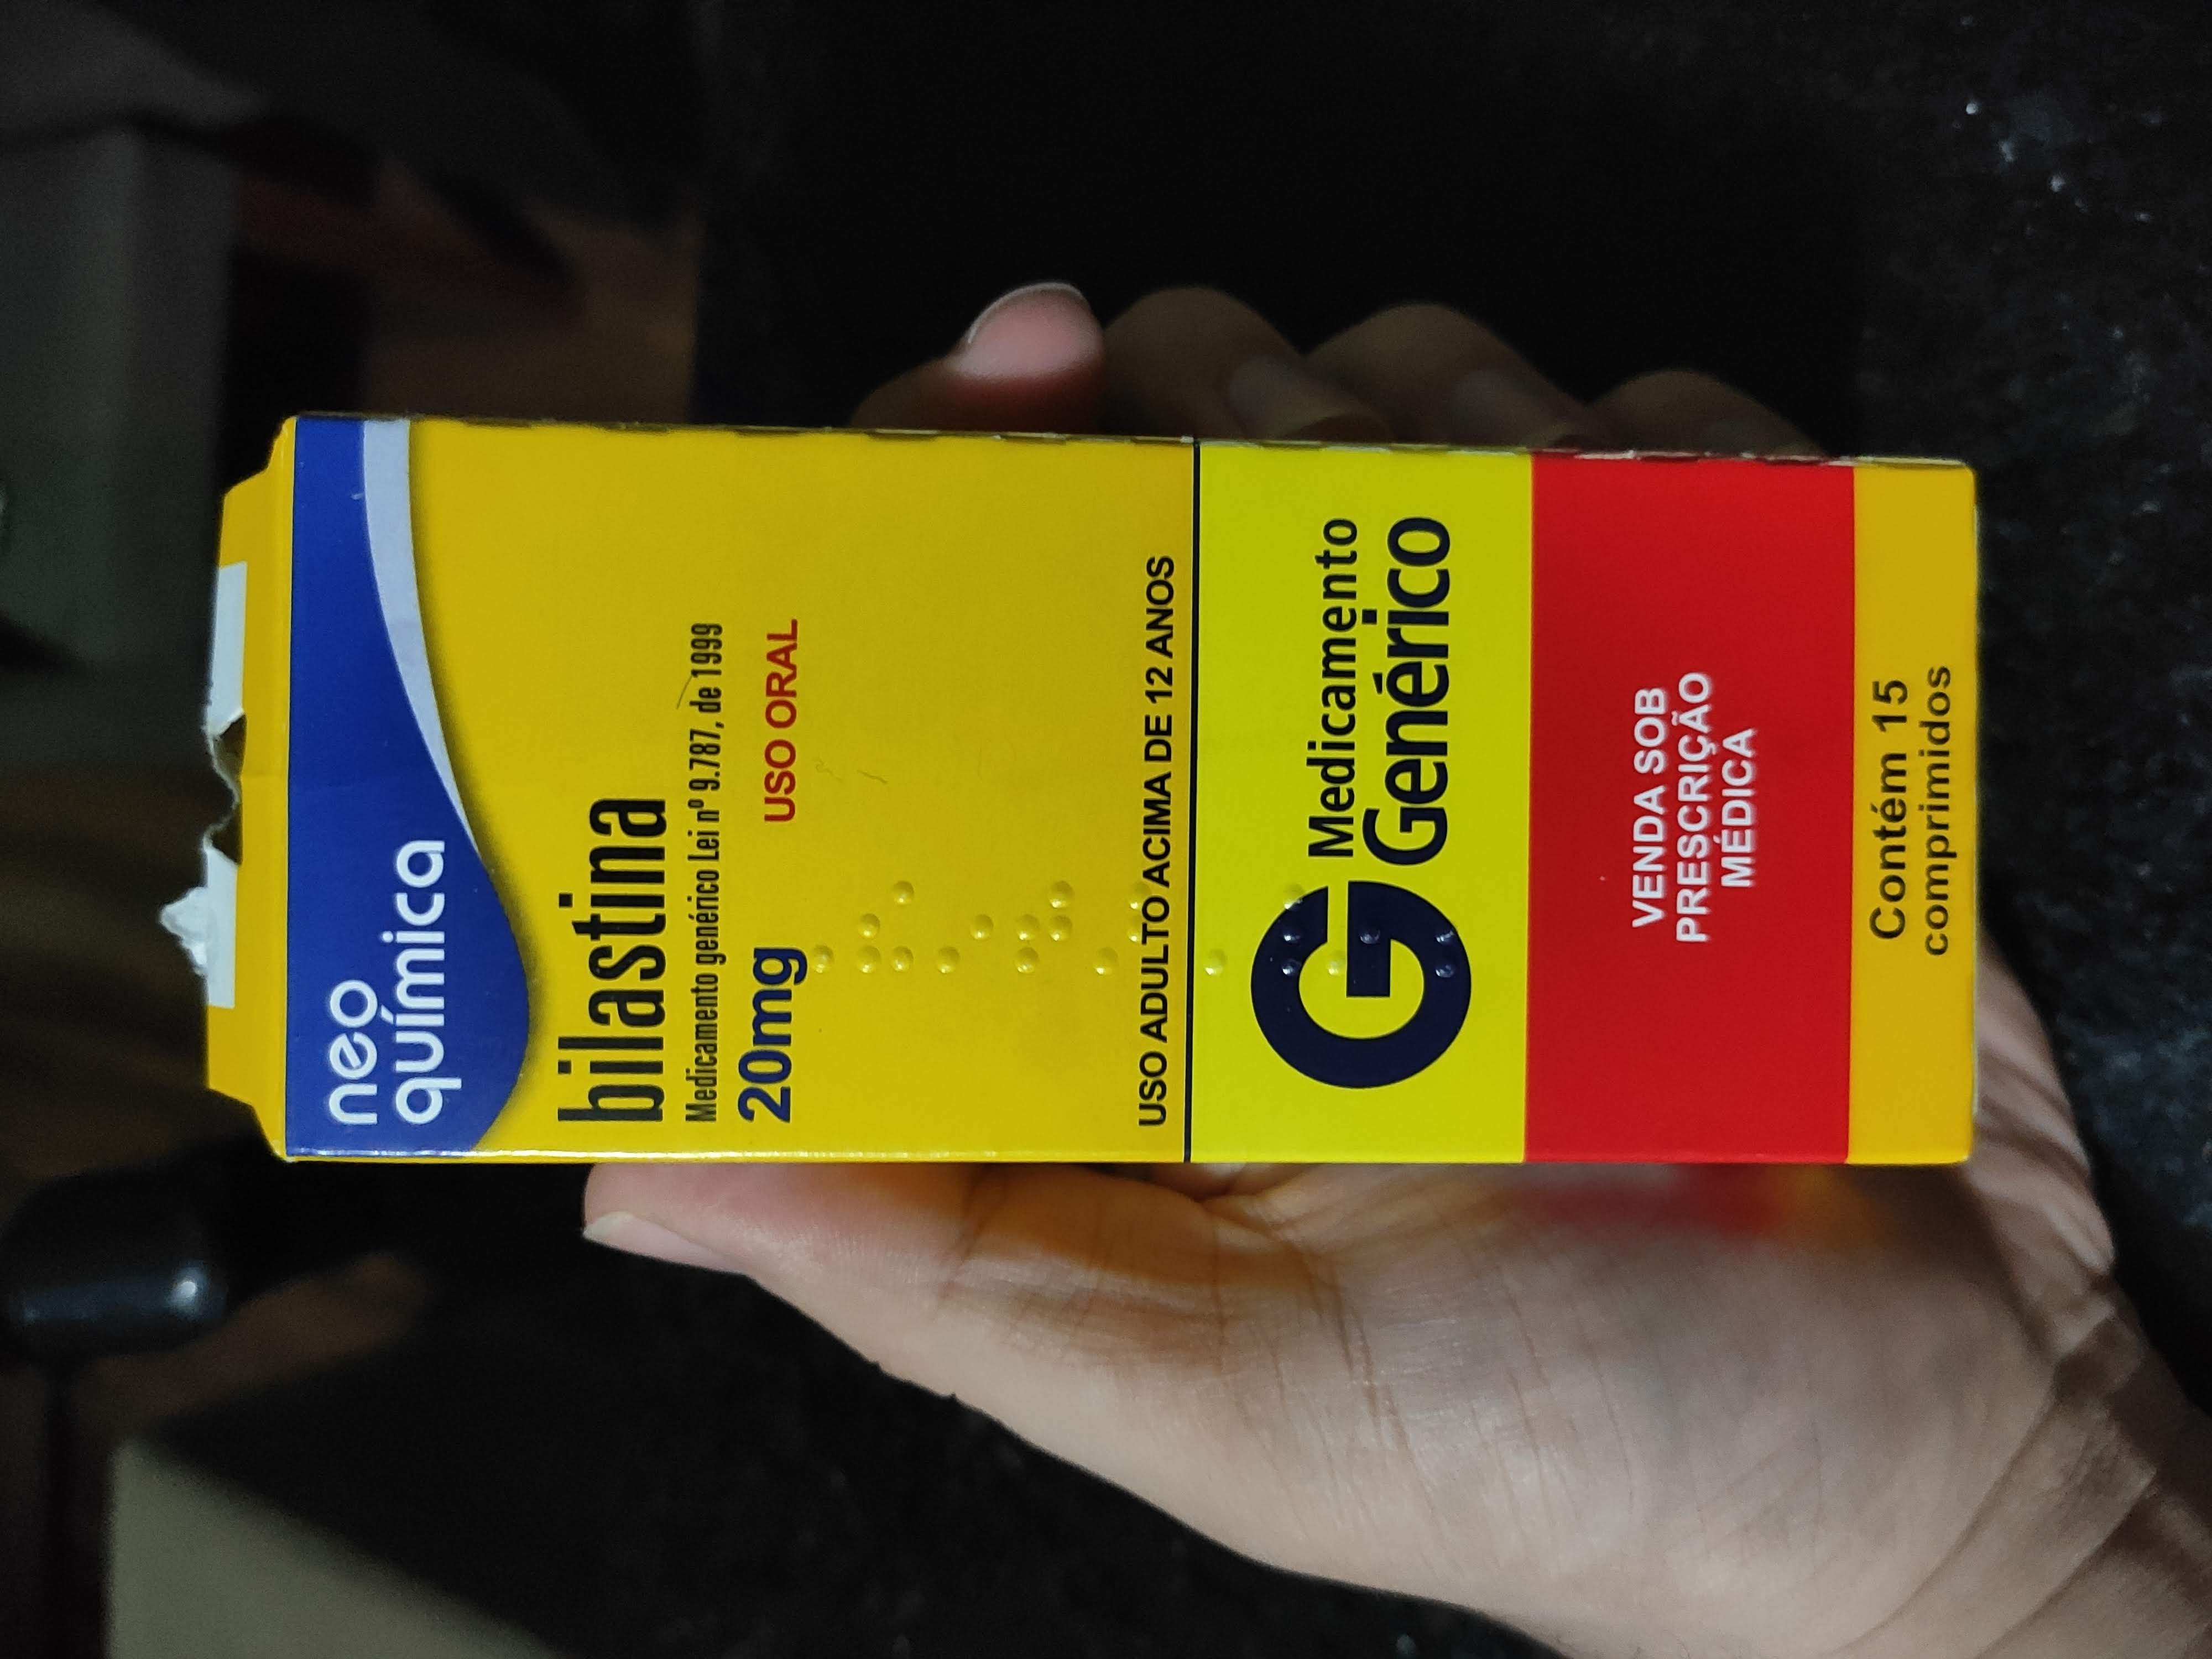 neo
química
bilastina
Medicamento genérico Lei nº 9.787, de 1999
20mg USO ORAL
USO ADULTO ACIMA DE 12 ANOS
G Medicamento
Genérico
VENDA SOB
PRESCRIÇÃO
MÉDICA
Contém 15
comprimidos